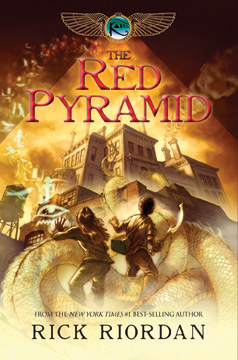 THE
RED
PYRAMID
FROM THE NEW YORK TIMES #1 BEST-SELLING AUTHOR
RICK RIORDAN